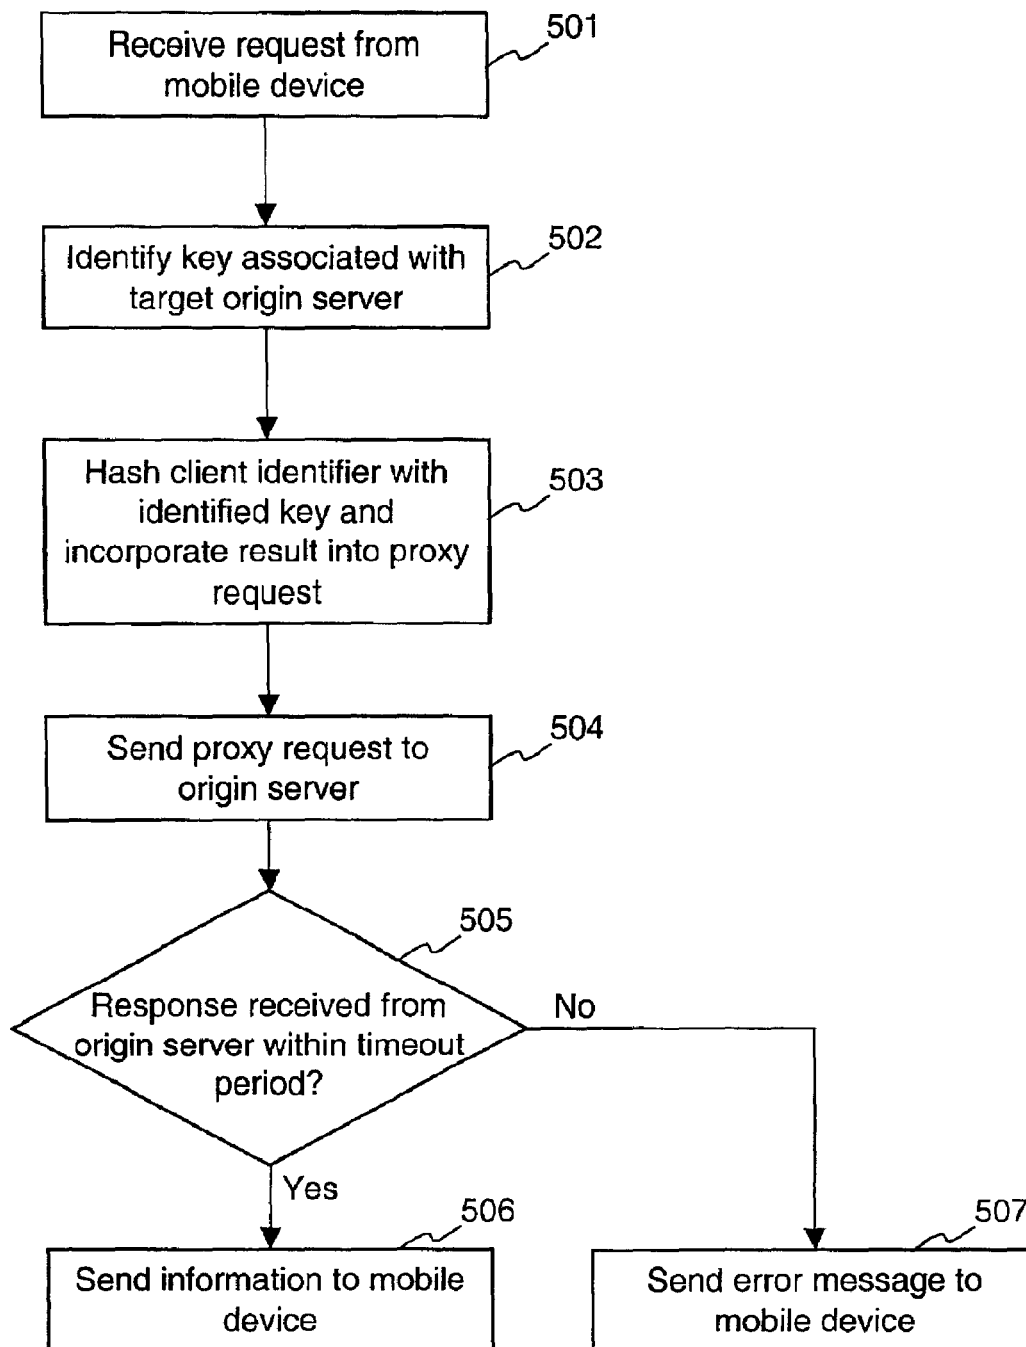 Receive request from
mobile device
501
Identify key associated with
target origin server
502
Hash client identifier with
identified key and
incorporate result into proxy
request
503
Send proxy request to
origin server
504
505
Response received from
origin server within timeout
period?
No
Yes
506
Send information to mobile
device
507
Send error message to
mobile device